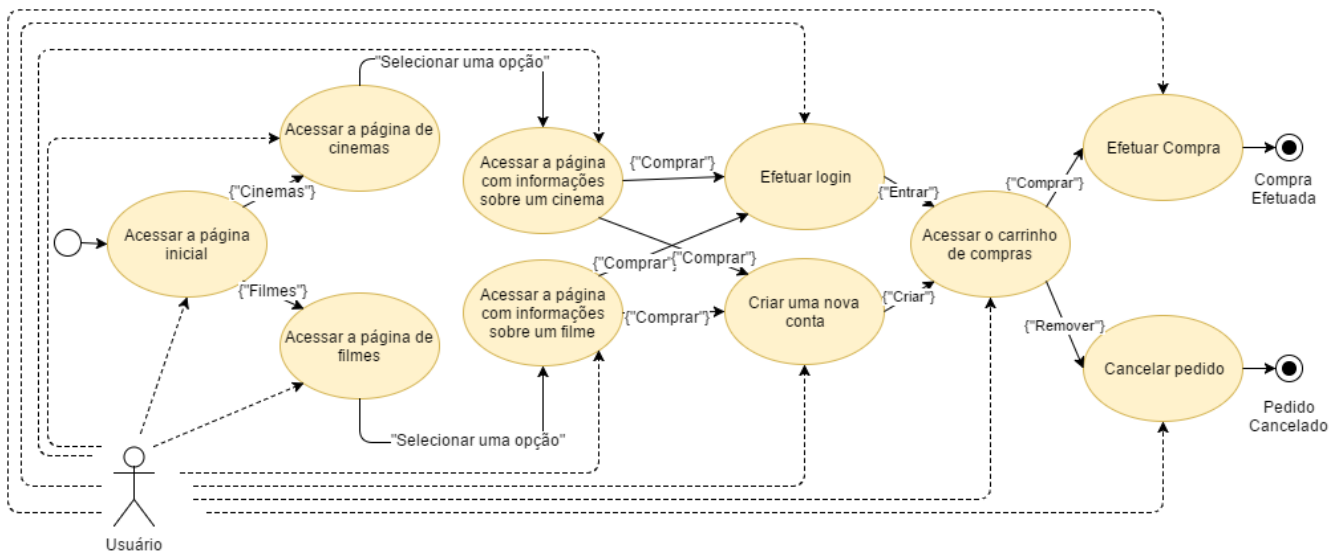 "Selecionar uma opção"
Acessar a página de
cinemas
Acessar a página
com informações
sobre um cinema
{"Comprar"}
Efetuar login
Efetuar Compra
Compra
Efetuada
{"Cinemas"}
{"Entrar"}
{"Comprar"}
Acessar a página
inicial
Acessar o carrinho
de compras
{"Comprar"}
{"Comprar"}
{"Filmes"}
Acessar a página
com informações
sobre um filme
{"Comprar"}
Criar uma nova
conta
{"Criar"}
{"Remover"}
Acessar a página de
filmes
Cancelar pedido
Pedido
Cancelado
"Selecionar uma opção"
Usuário